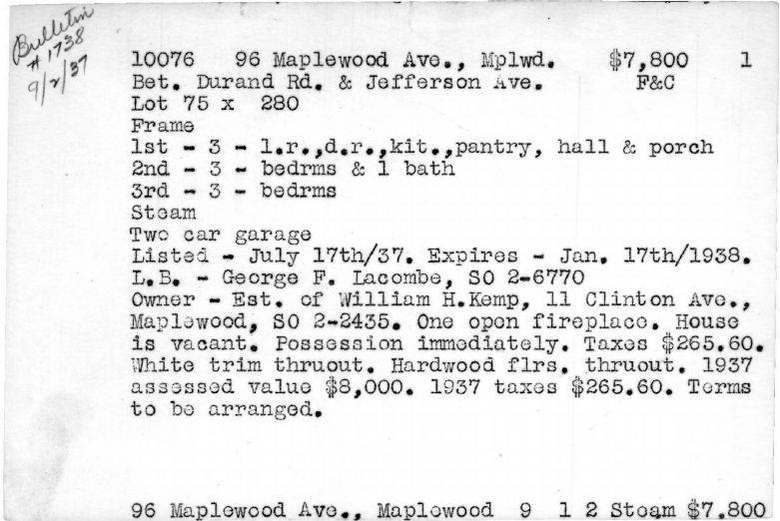 Bulletin
# 1738
9/2/37
10076 96 Maplewood Ave., Mplwd. $7,800 1
Bet. Durand Rd. & Jefferson Ave. F&C
Lot 75 x 280
Frame
1st - 3 - l.r.,d.r.,kit.,pantry, hall & porch
2nd - 3 - bedrms & 1 bath
3rd - 3 - bedrms
Steam
Two car garage
Listed - July 17th/37. Expires - Jan. 17th/1938.
L.B. - George F. Lacombe, SO 2-6770
Owner - Est. of William H.Kemp, 11 Clinton Ave.,
Maplewood, SO 2-2435. One open fireplace. House
is vacant. Possession immediately. Taxes $265.60.
White trim thruout. Hardwood flrs. thruout. 1937
assessed value $8,000. 1937 taxes $265.60. Terms
to be arranged.
96 Maplewood Ave., Maplewood 9 1 2 Steam $7,800